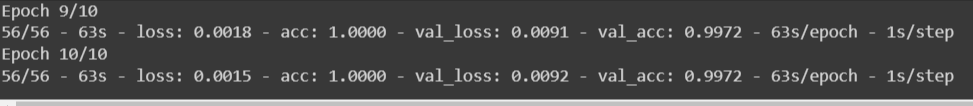 Epoch 9/10
56/56 - 63s - loss: 0.0018 - acc: 1.0000 - val_loss: 0.0091 - val_acc: 0.9972 - 63s/epoch - 1s/step
Epoch 10/10
56/56 - 63s - loss: 0.0015 - acc: 1.0000 - val_loss: 0.0092 - val_acc: 0.9972 - 63s/epoch - 1s/step